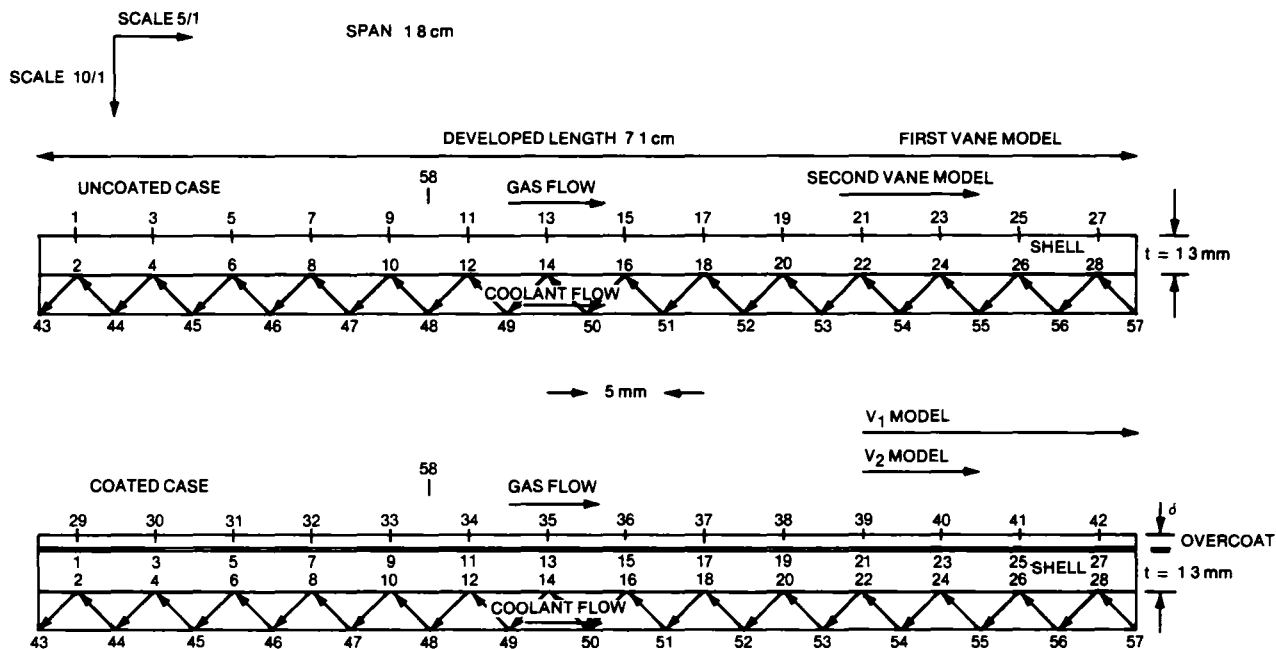 SCALE 5/1
SPAN 1 8 cm
SCALE 10/1
DEVELOPED LENGTH 7 1 cm FIRST VANE MODEL
58
UNCOATED CASE GAS FLOW SECOND VANE MODEL
1 3 5 7 9 11 13 15 17 19 21 23 25 27
SHELL
t = 1 3 mm
2 4 6 8 10 12 14 16 18 20 22 24 26 28
COOLANT FLOW
43 44 45 46 47 48 49 50 51 52 53 54 55 56 57
5 mm
V1 MODEL
V2 MODEL
58
COATED CASE GAS FLOW
29 30 31 32 33 34 35 36 37 38 39 40 41 42
δ
OVERCOAT
1 3 5 7 9 11 13 15 17 19 21 23 25 27
SHELL
t = 1 3 mm
2 4 6 8 10 12 14 16 18 20 22 24 26 28
COOLANT FLOW
43 44 45 46 47 48 49 50 51 52 53 54 55 56 57